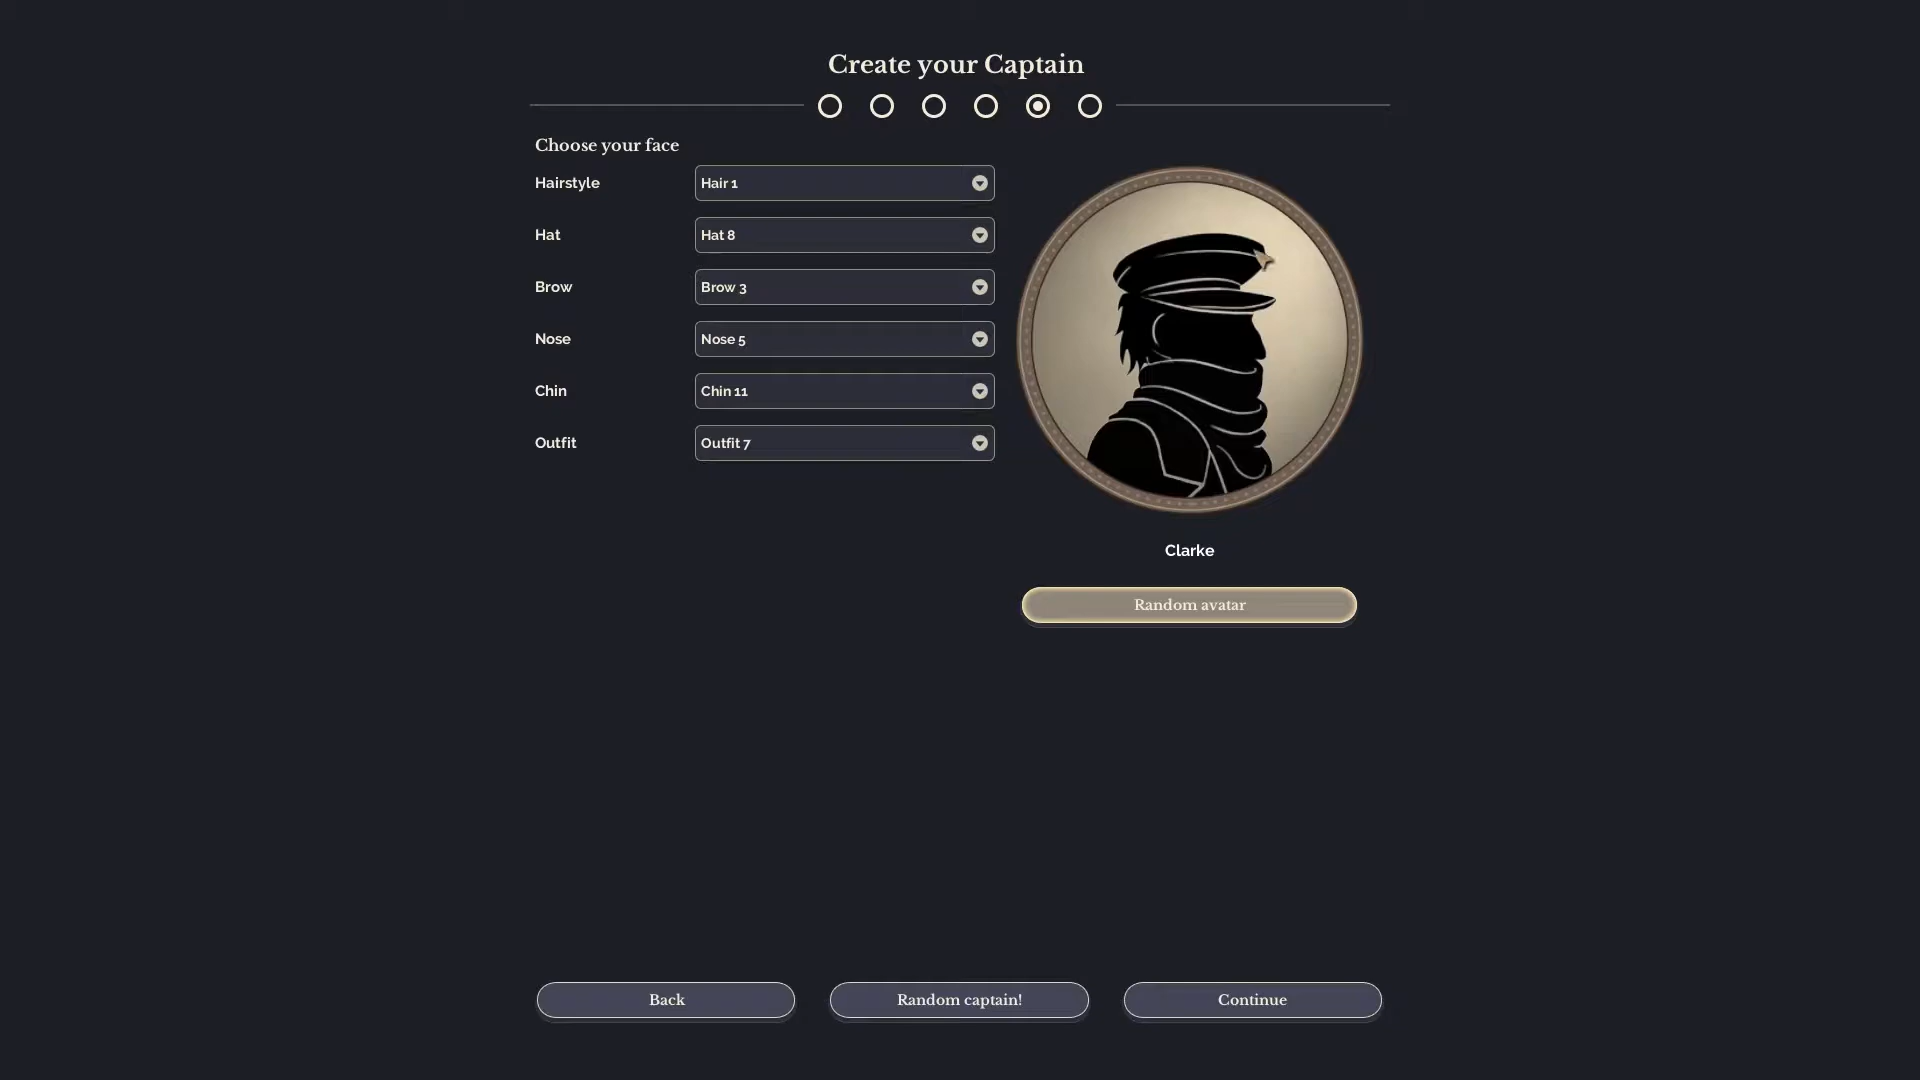 Create your Captain
Choose your face
Hairstyle
Hair 1
Hat
Hat 8
Brow
Brow 3
Nose
Nose 5
Chin
Chin 11
Outfit
Outfit 7
Clarke
Random avatar
Back
Random captain!
Continue